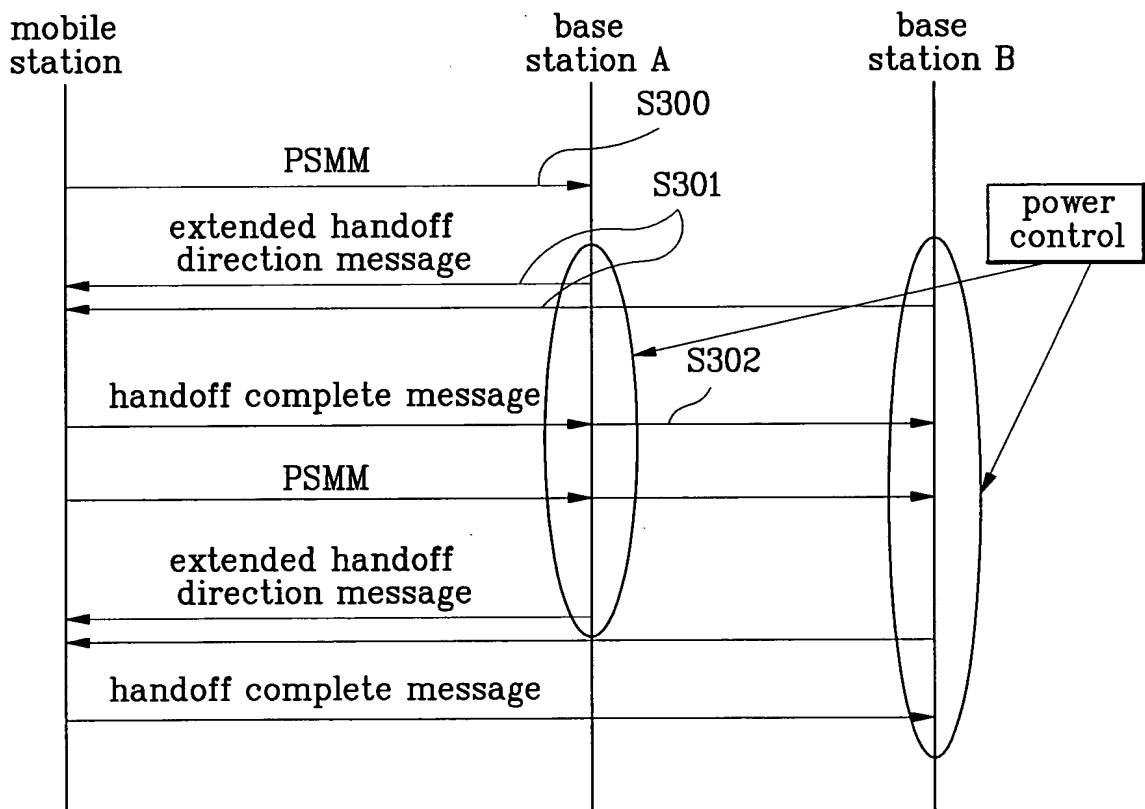 mobile
station
base
station A
base
station B
S300
PSMM
S301
power
control
extended handoff
direction message
S302
handoff complete message
PSMM
extended handoff
direction message
handoff complete message